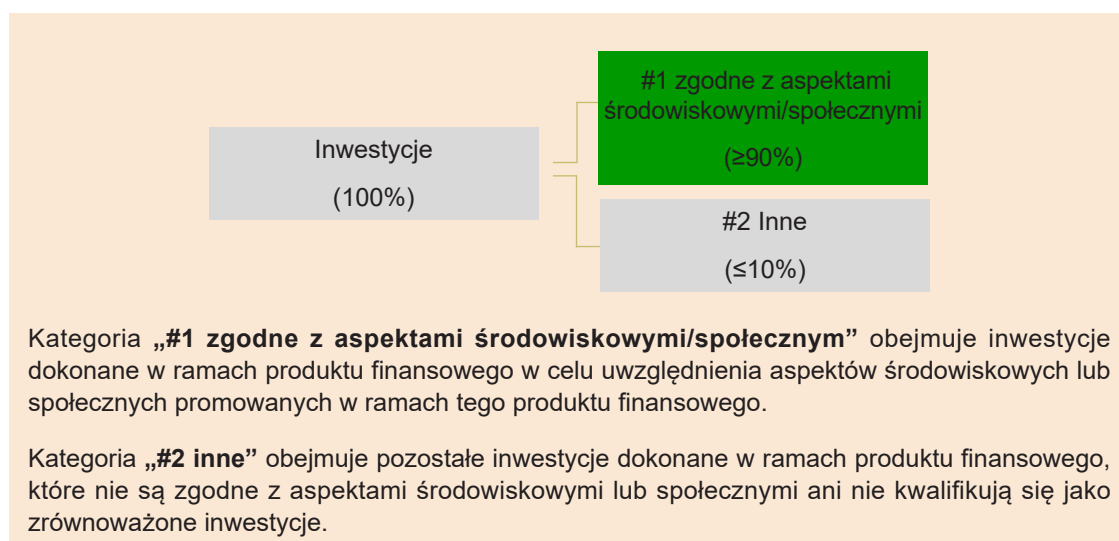 #1 zgodne z aspektami
środowiskowymi/społecznymi
(≥90%)
Inwestycje
(100%)
#2 Inne
(≤10%)
Kategoria „#1 zgodne z aspektami środowiskowymi/społecznym” obejmuje inwestycje
dokonane w ramach produktu finansowego w celu uwzględnienia aspektów środowiskowych lub
społecznych promowanych w ramach tego produktu finansowego.
Kategoria „#2 inne” obejmuje pozostałe inwestycje dokonane w ramach produktu finansowego,
które nie są zgodne z aspektami środowiskowymi lub społecznymi ani nie kwalifikują się jako
zrównoważone inwestycje.